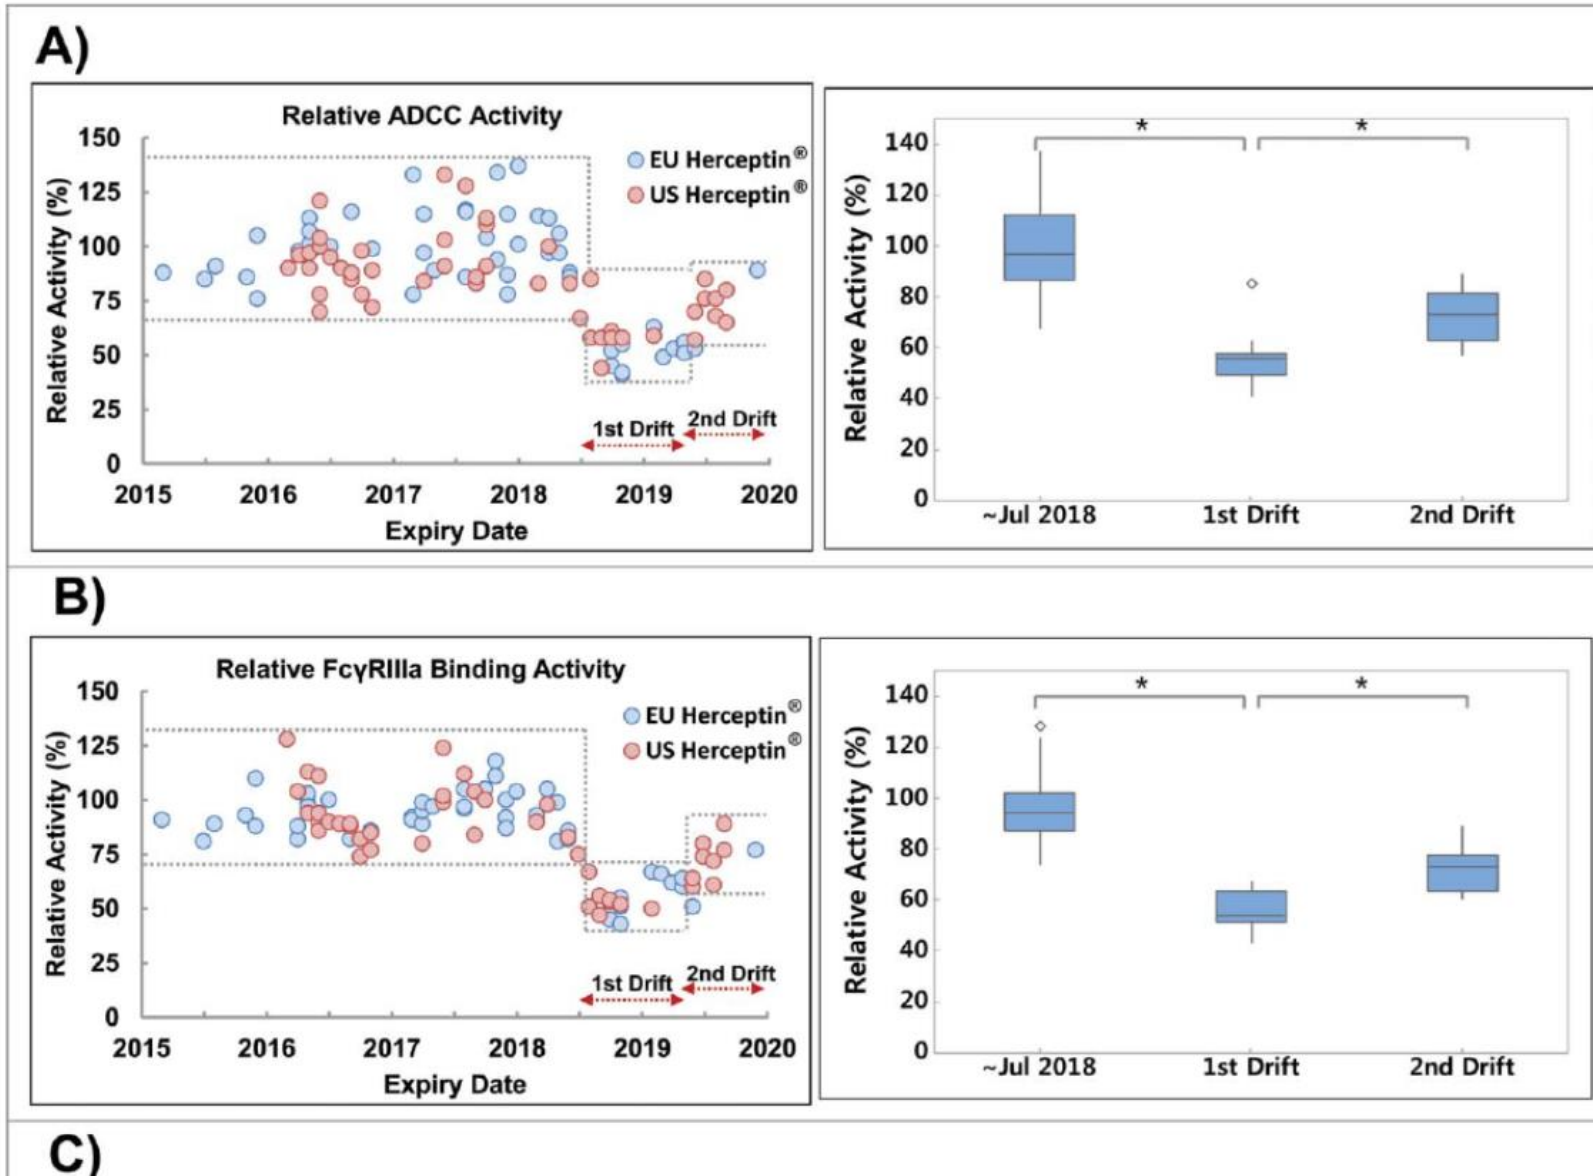 A)
Relative ADCC Activity
Relative Activity (%)
150
125
100
75
50
25
0
EU Herceptin®
US Herceptin®
1st Drift
2nd Drift
2015 2016 2017 2018 2019 2020
Expiry Date
Relative Activity (%)
140
120
100
80
60
40
20
0
* *
~Jul 2018 1st Drift 2nd Drift
B)
Relative FcγRIIIa Binding Activity
Relative Activity (%)
150
125
100
75
50
25
0
EU Herceptin®
US Herceptin®
1st Drift
2nd Drift
2015 2016 2017 2018 2019 2020
Expiry Date
Relative Activity (%)
140
120
100
80
60
40
20
0
* *
~Jul 2018 1st Drift 2nd Drift
C)